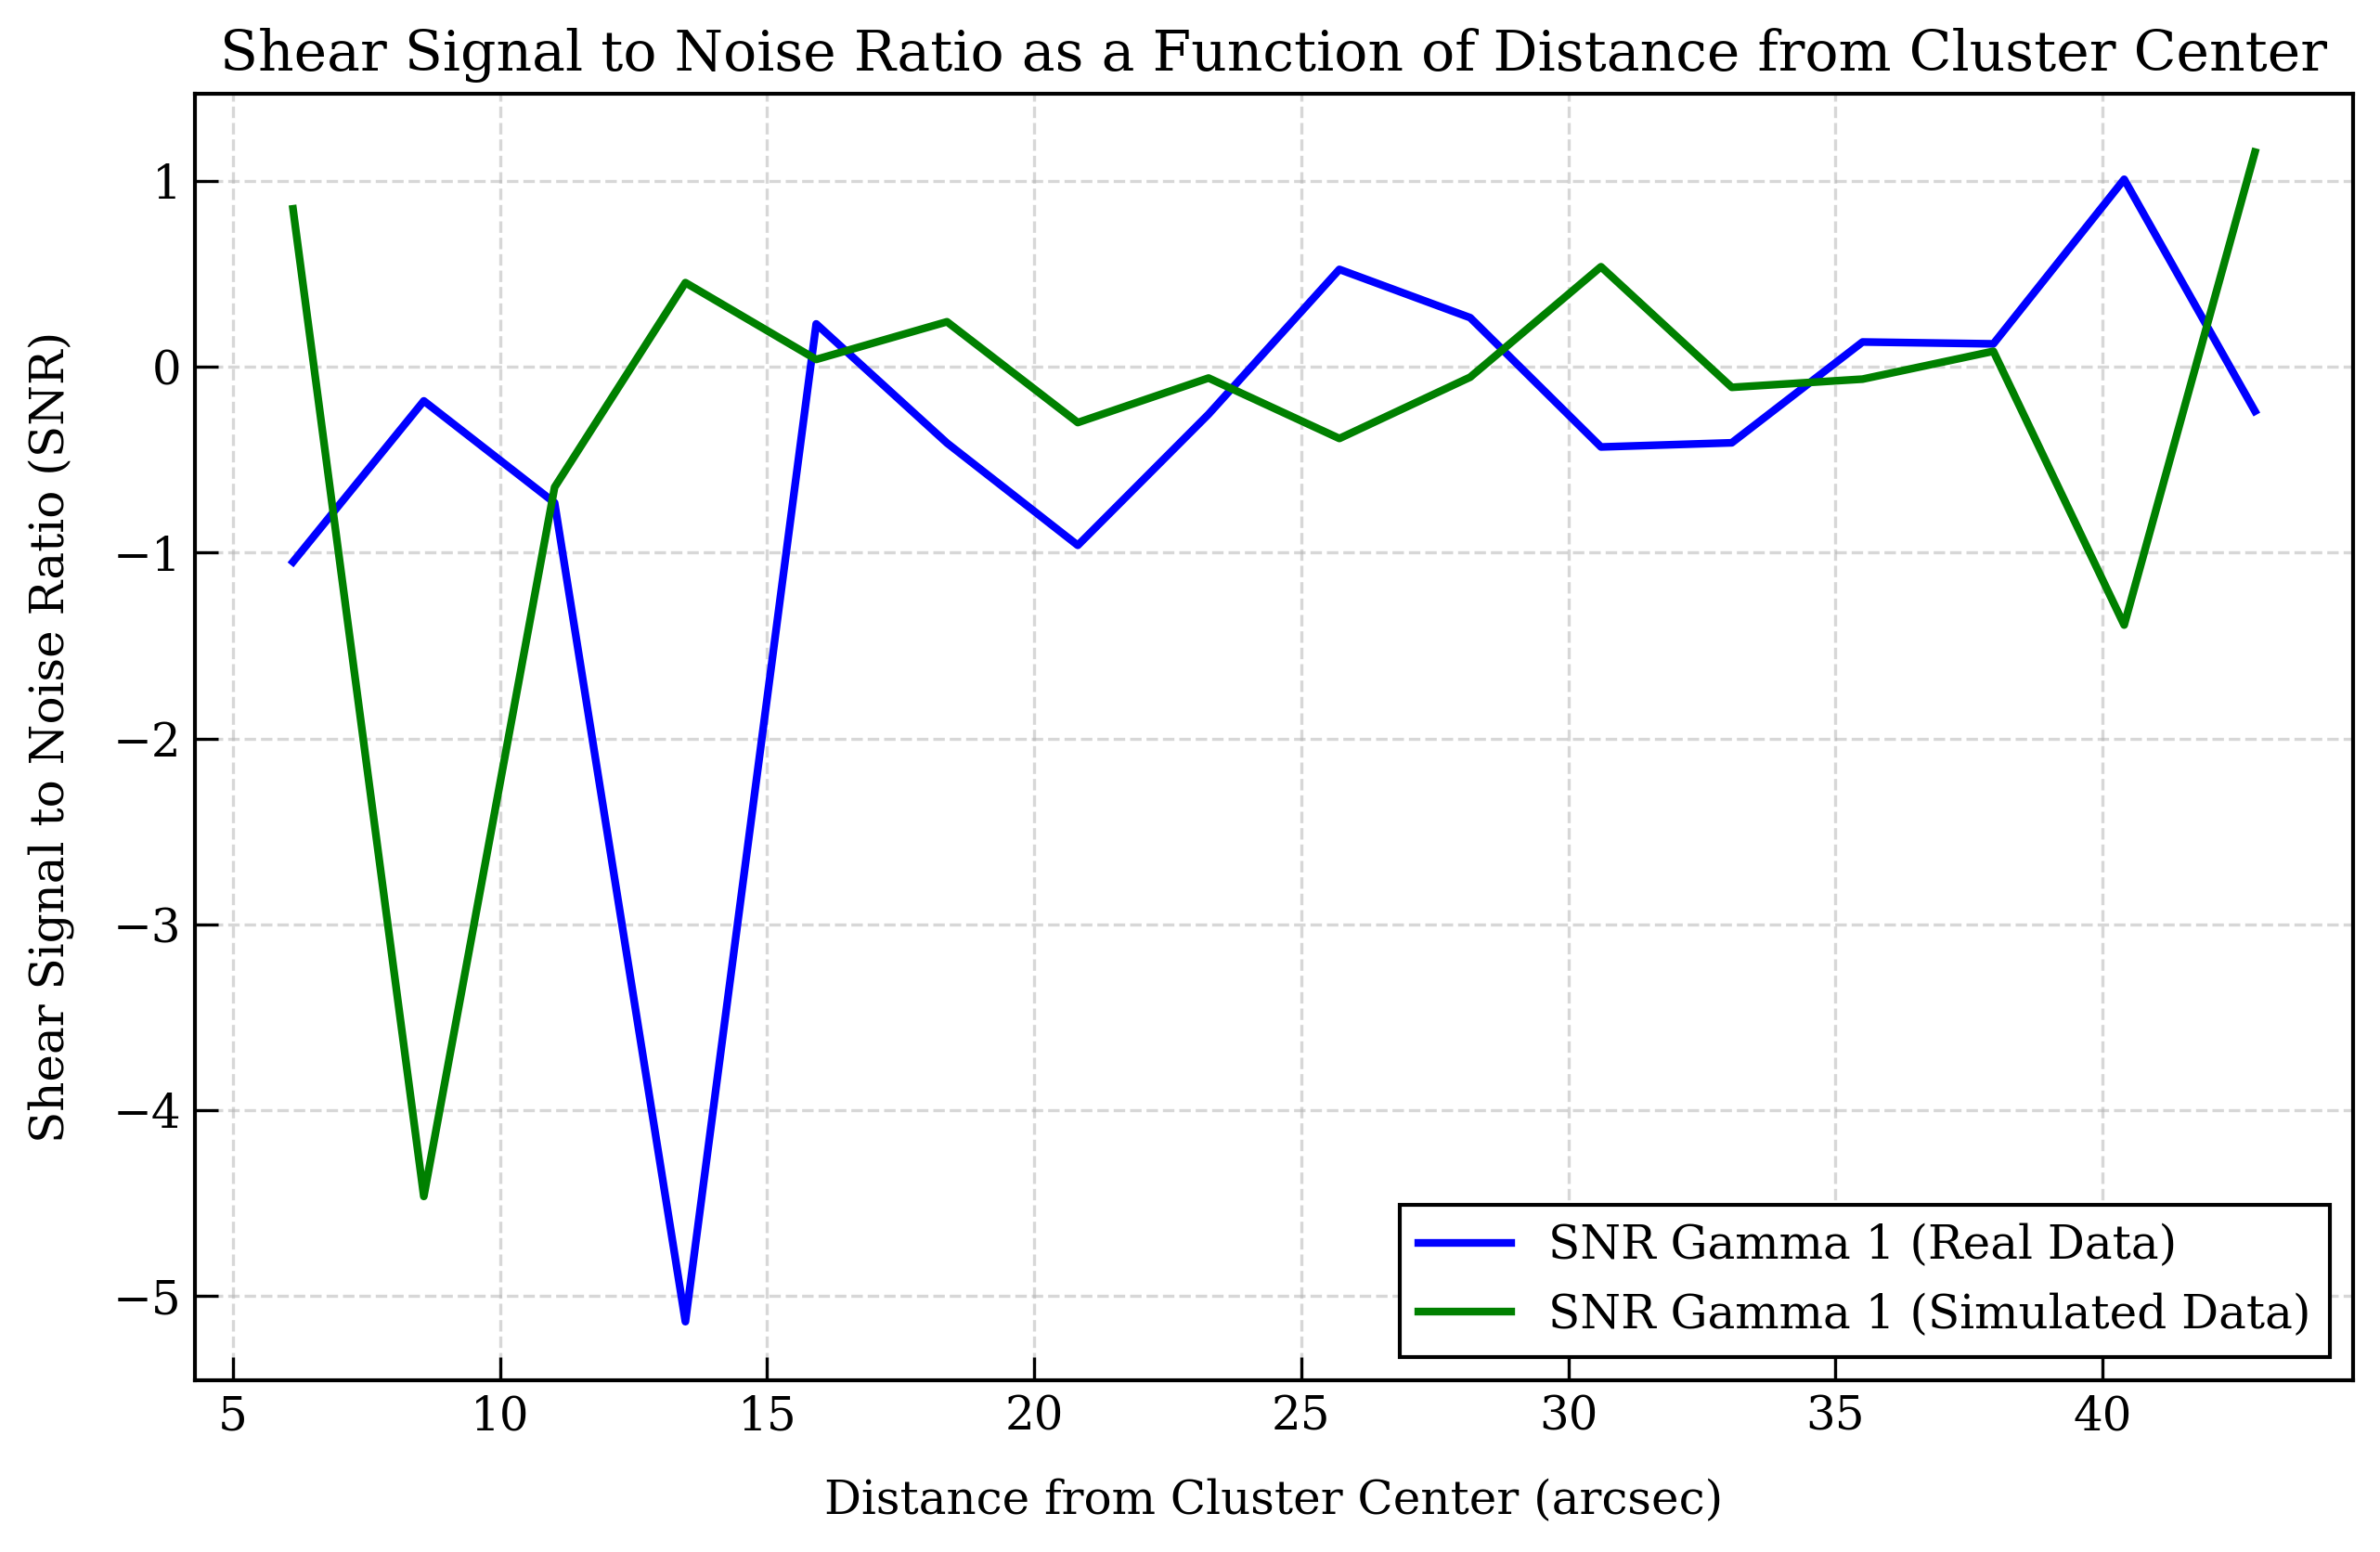 Shear Signal to Noise Ratio as a Function of Distance from Cluster Center
Shear Signal to Noise Ratio (SNR)
1
0
−1
−2
−3
−4
−5
SNR Gamma 1 (Real Data)
SNR Gamma 1 (Simulated Data)
5 10 15 20 25 30 35 40
Distance from Cluster Center (arcsec)